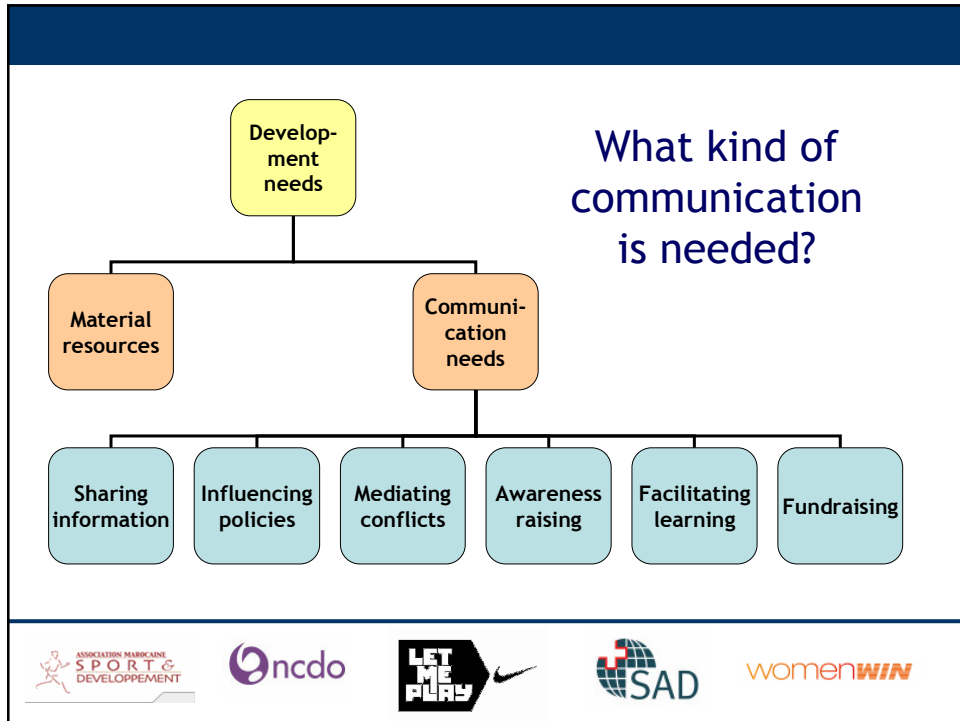 What kind of
communication
is needed?
Develop-
ment
needs
Material
resources
Communi-
cation
needs
Sharing
information
Influencing
policies
Mediating
conflicts
Awareness
raising
Facilitating
learning
Fundraising
ASSOCIATION MAROCAINE
SPORT &
DEVELOPPEMENT
ncdo
LET
ME
PLAY
SAD
womenWIN